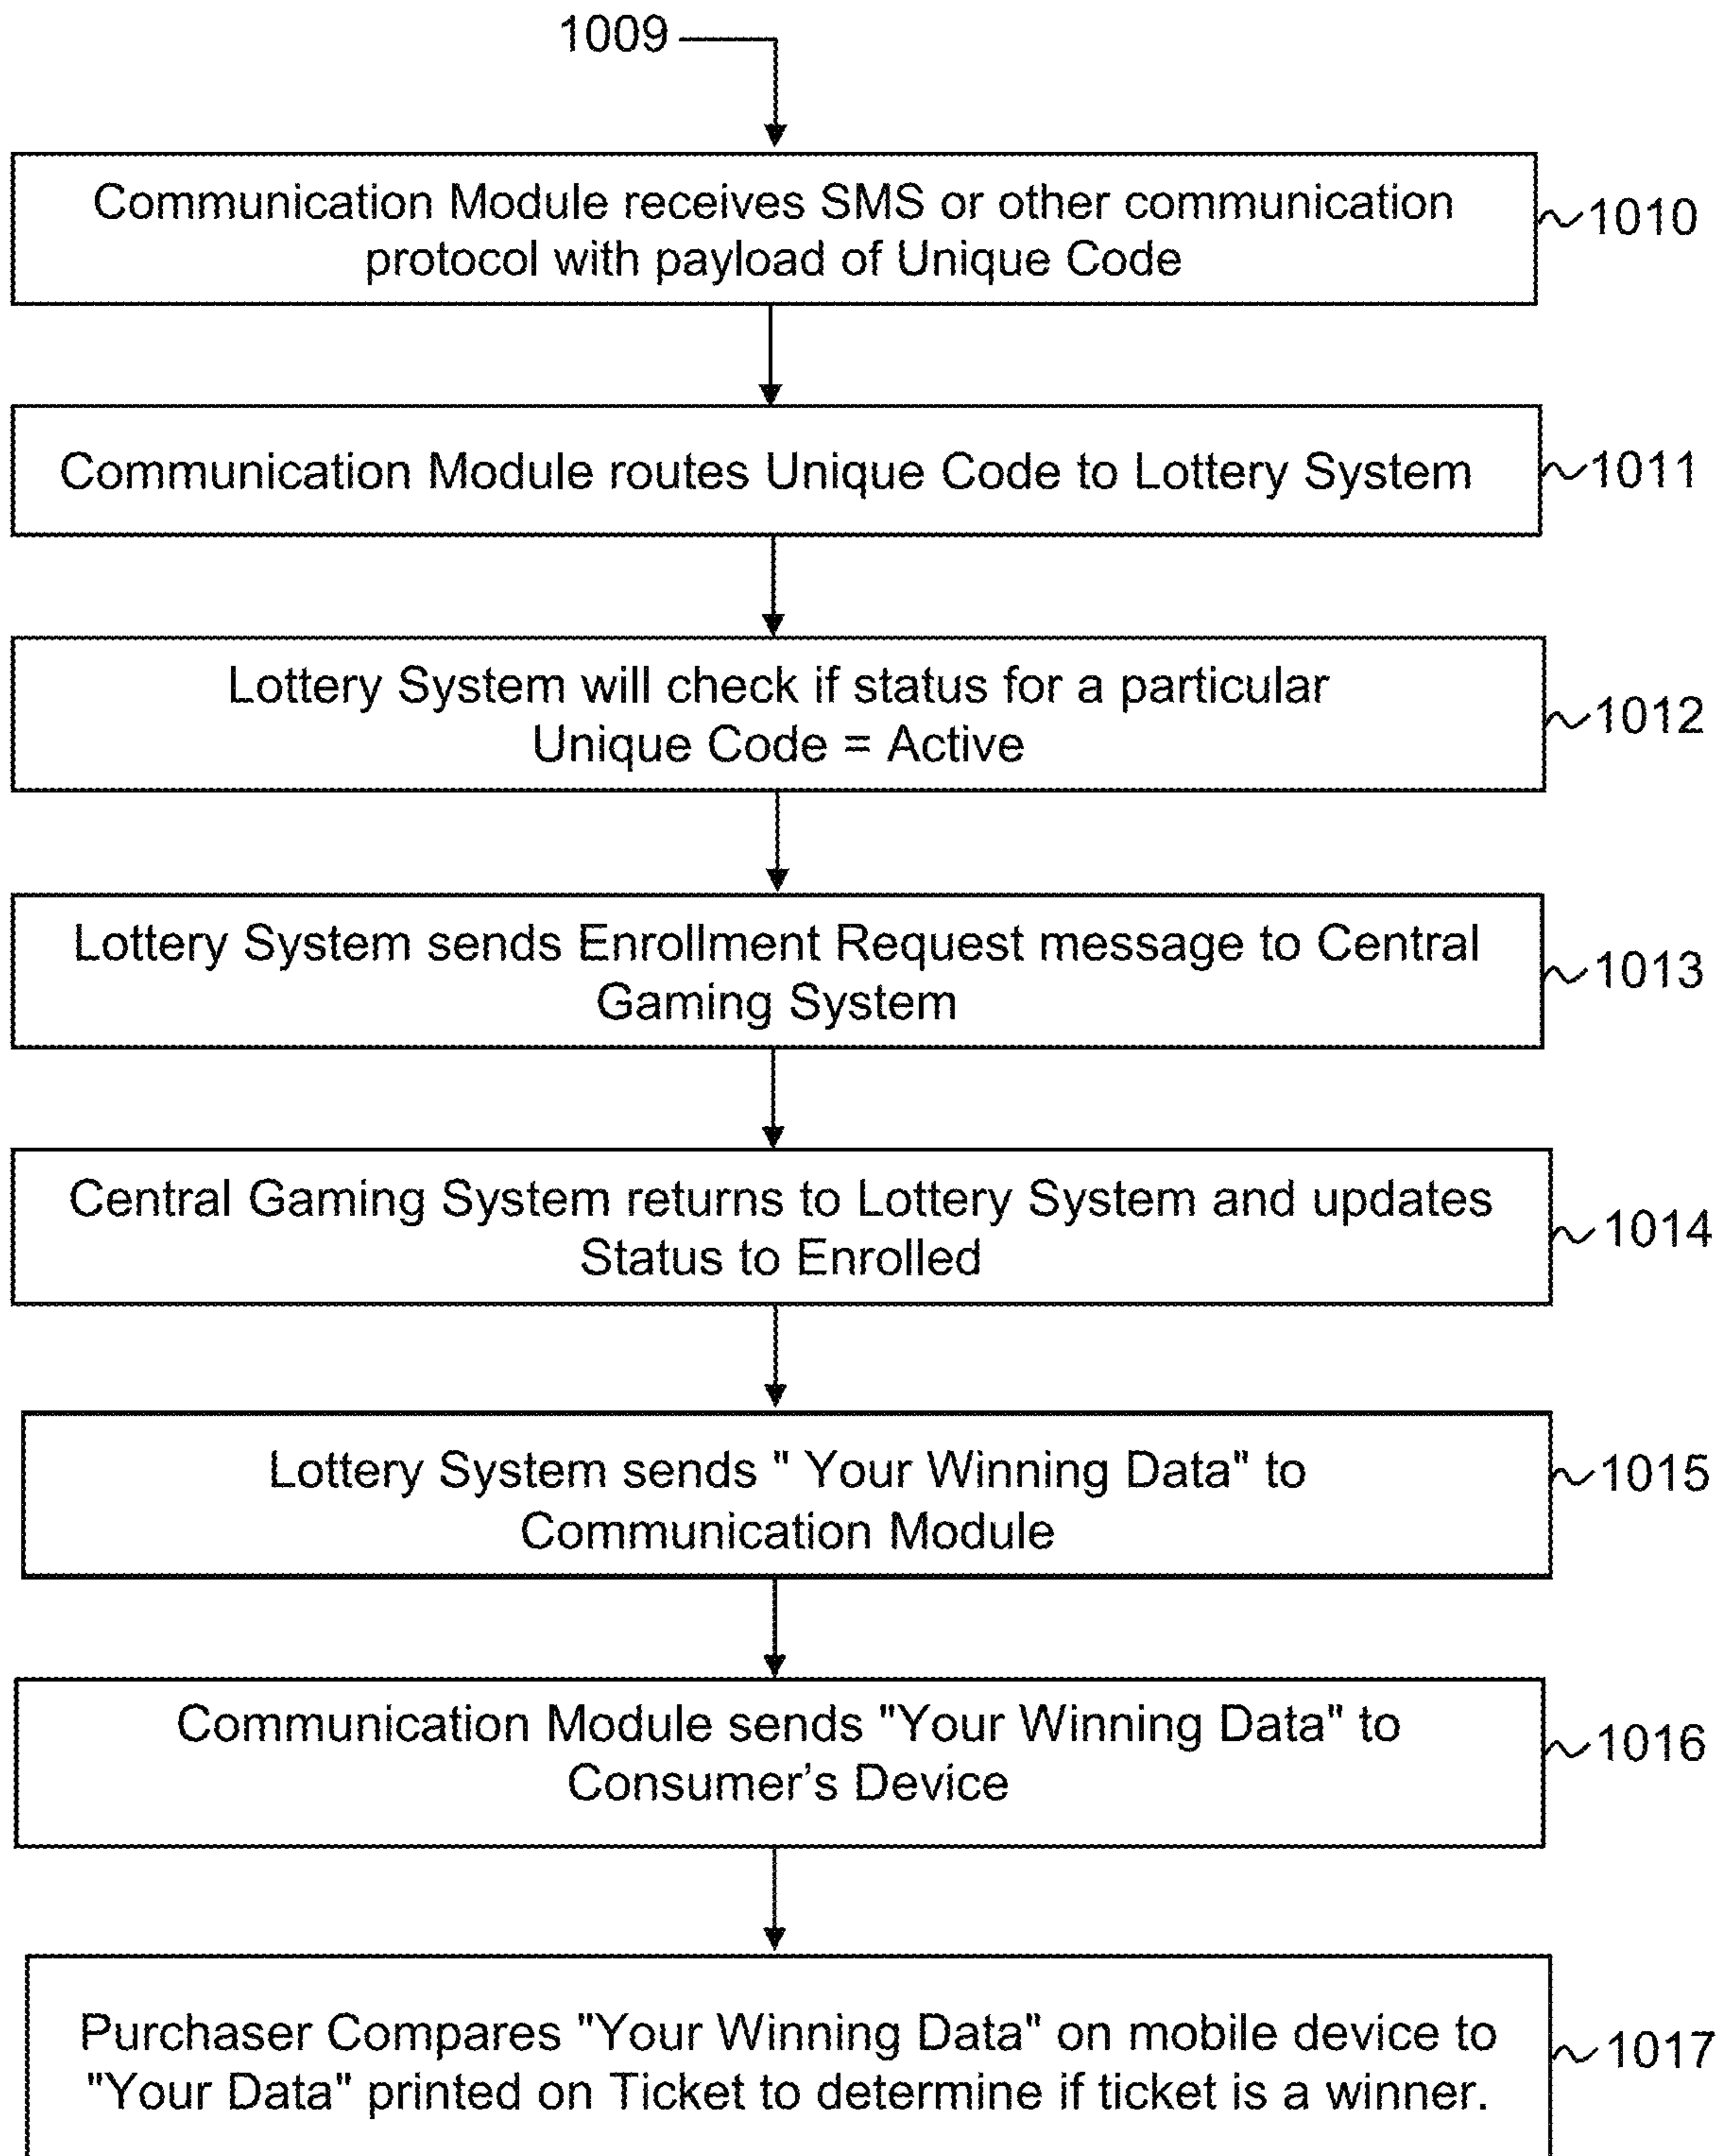 1009
Communication Module receives SMS or other communication
protocol with payload of Unique Code
1010
Communication Module routes Unique Code to Lottery System
1011
Lottery System will check if status for a particular
Unique Code = Active
1012
Lottery System sends Enrollment Request message to Central
Gaming System
1013
Central Gaming System returns to Lottery System and updates
Status to Enrolled
1014
Lottery System sends " Your Winning Data" to
Communication Module
1015
Communication Module sends "Your Winning Data" to
Consumer’s Device
1016
Purchaser Compares "Your Winning Data" on mobile device to
"Your Data" printed on Ticket to determine if ticket is a winner.
1017